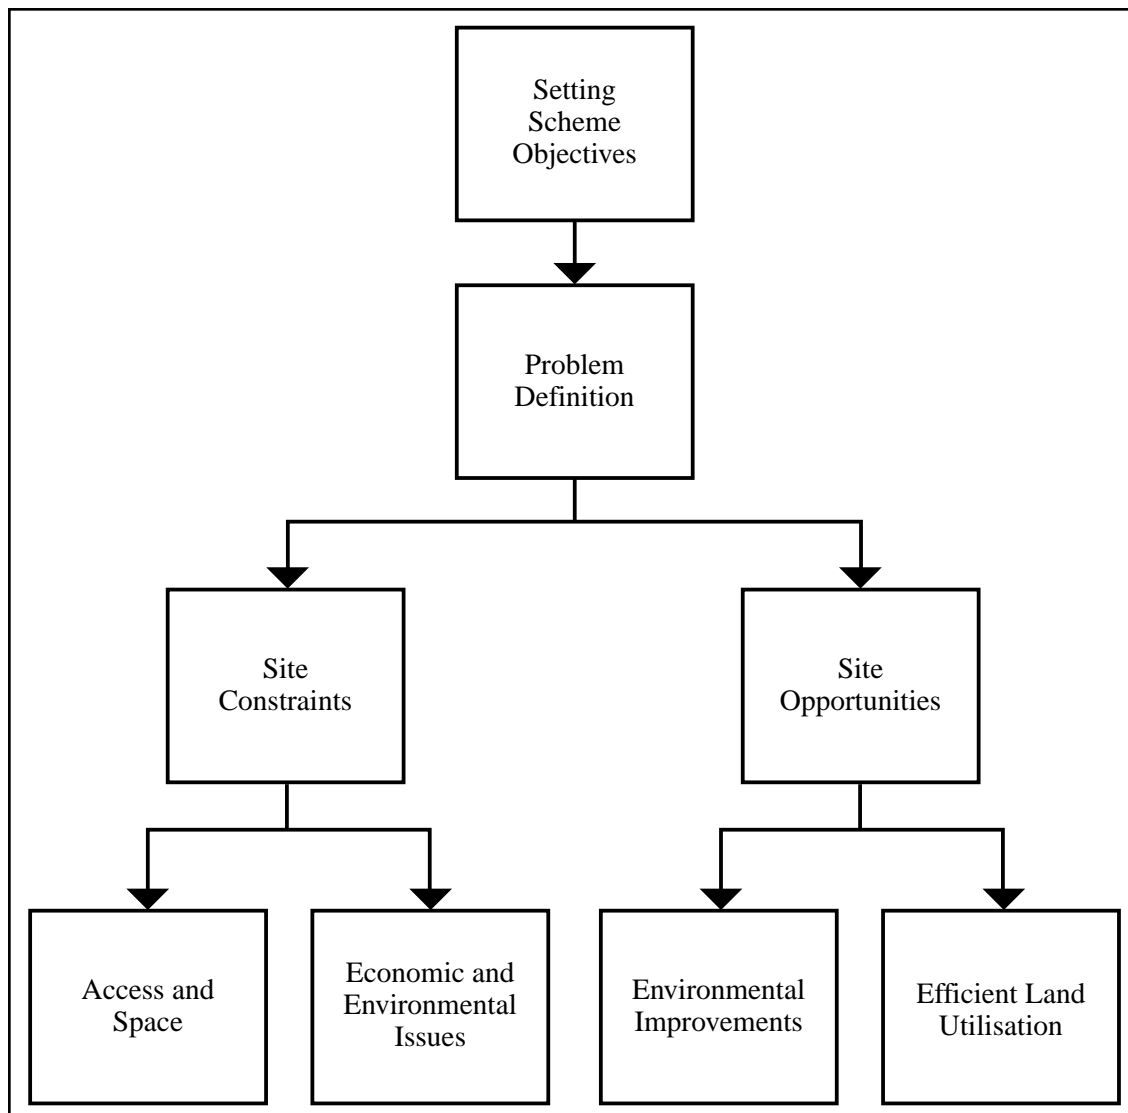 Setting
Scheme
Objectives
Problem
Definition
Site
Constraints
Site
Opportunities
Access and
Space
Economic and
Environmental
Issues
Environmental
Improvements
Efficient Land
Utilisation